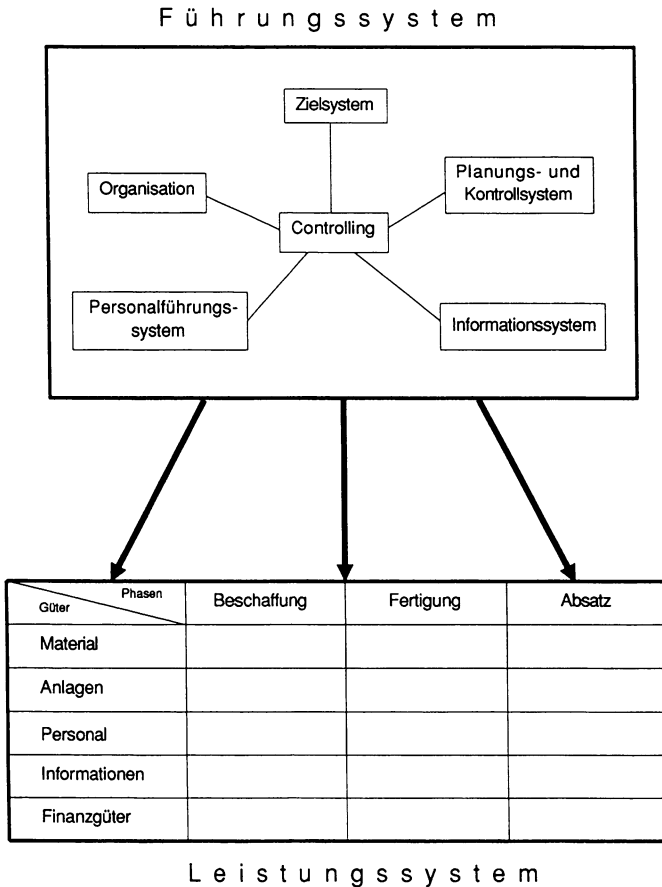 Führungssystem
Zielsystem
Organisation
Planungs- und
Kontrollsystem
Controlling
Personalführungs-
system
Informationssystem
Phasen
Güter
Beschaffung
Fertigung
Absatz
Material
Anlagen
Personal
Informationen
Finanzgüter
Leistungssystem